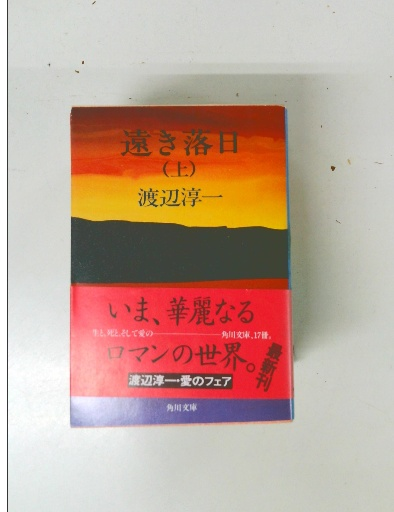 遠き落日
(上)
渡辺淳一
いま、華麗なる
生と、死と、そして愛の――――角川文庫、17冊。
ロマンの世界。
最新刊
渡辺淳一・愛のフェア
角川文庫